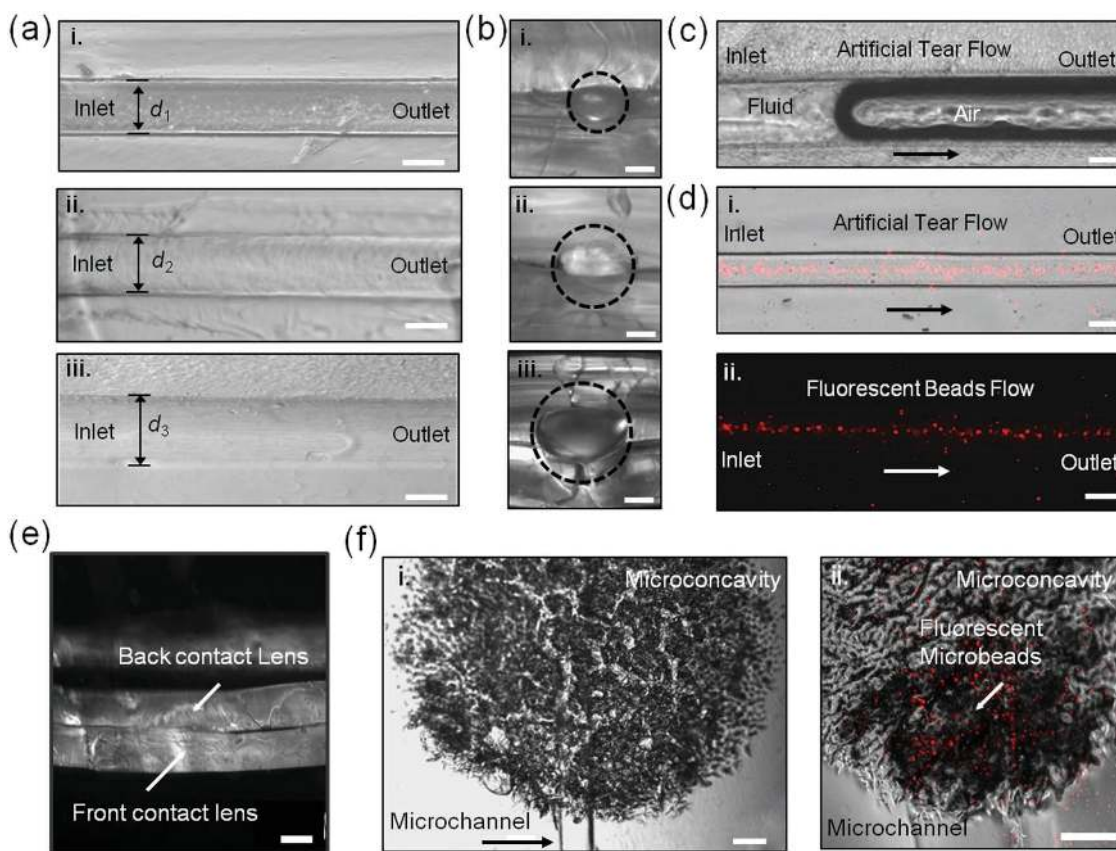 (a)
i.
Inlet
d1
Outlet
ii.
Inlet
d2
Outlet
iii.
Inlet
d3
Outlet
(b)
i.
ii.
iii.
(c)
Inlet
Artificial Tear Flow
Outlet
Fluid
Air
(d)
i.
Artificial Tear Flow
Inlet
Outlet
ii.
Fluorescent Beads Flow
Inlet
Outlet
(e)
Back contact Lens
Front contact lens
(f)
i.
Microconcavity
Microchannel
ii.
Microconcavity
Fluorescent
Microbeads
Microchannel